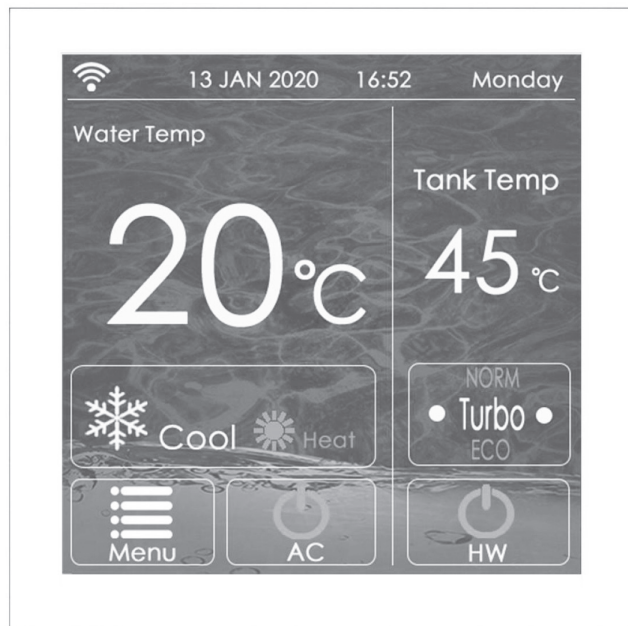 13 JAN 2020 16:52 Monday
Water Temp
20°C
Tank Temp
45°C
Cool Heat
NORM
• Turbo •
ECO
Menu
AC
HW